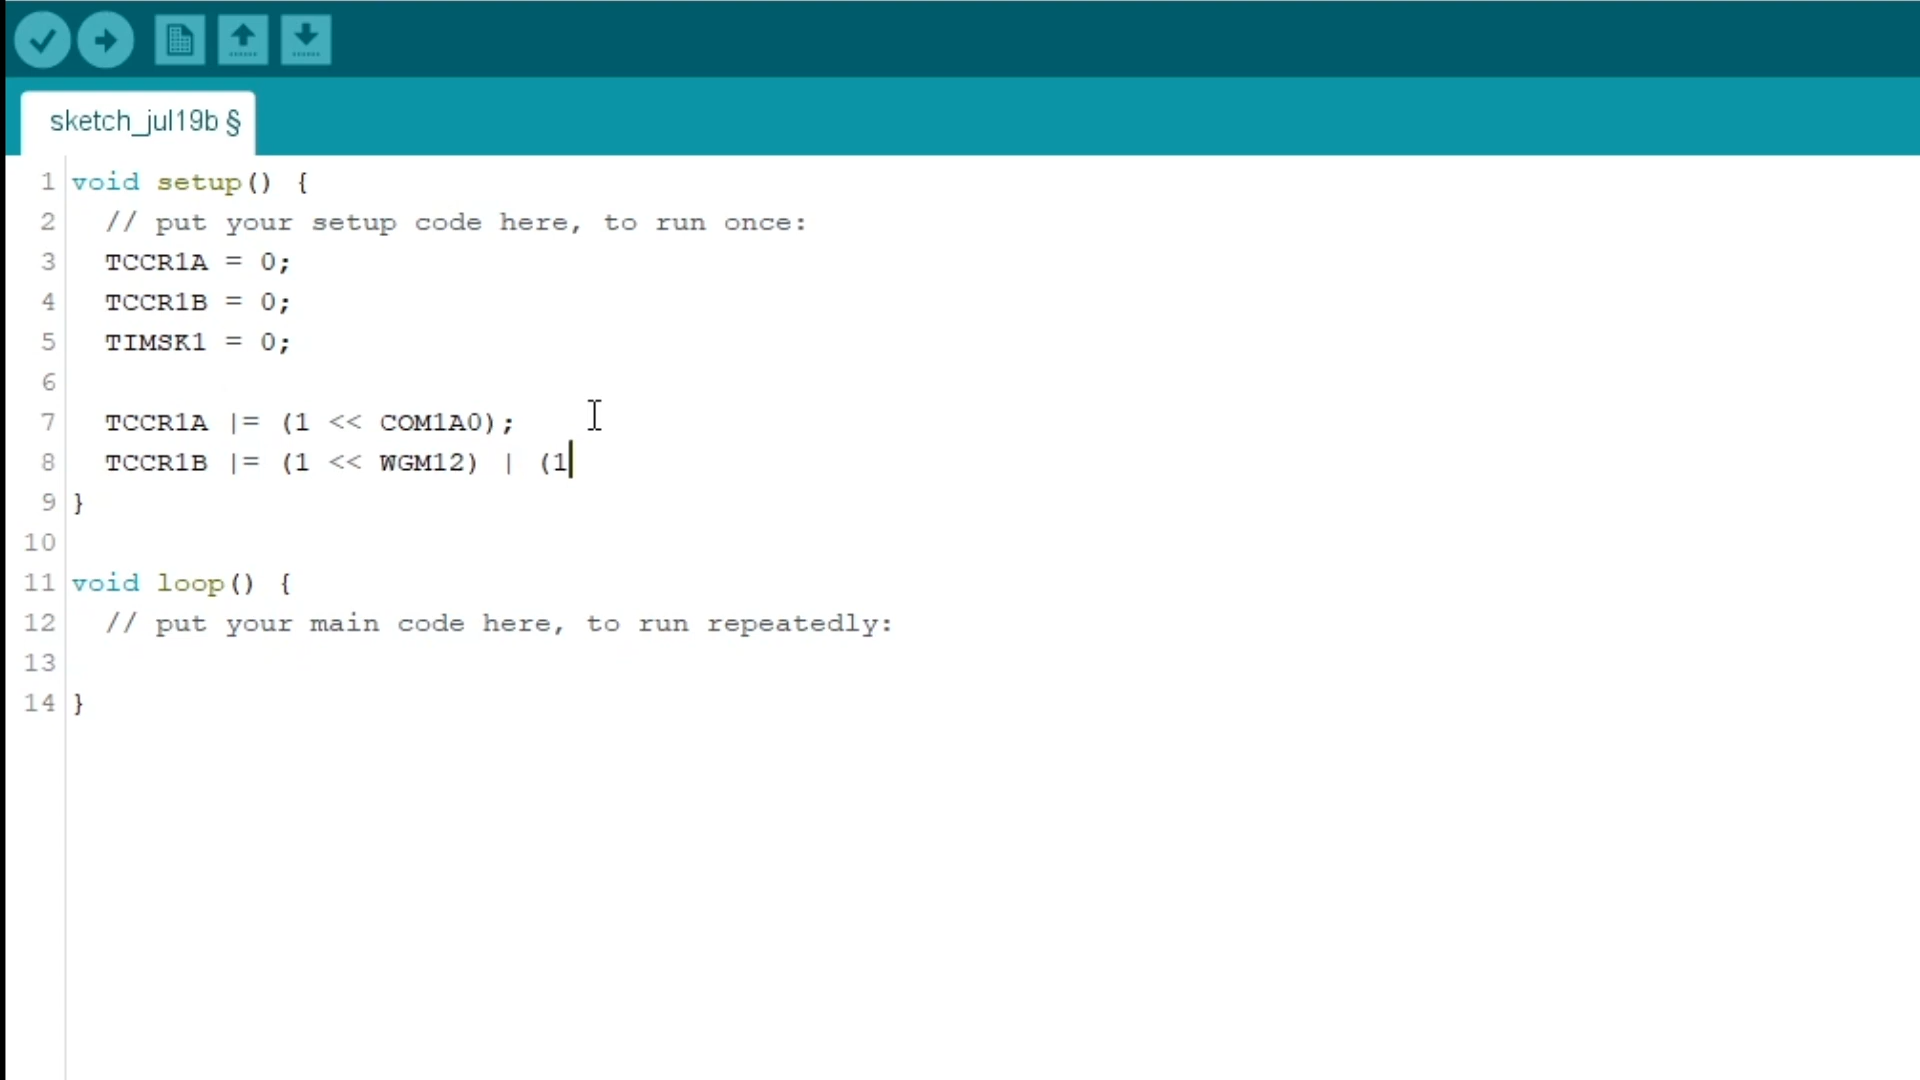 sketch_jul19b §
1 void setup() {
2 // put your setup code here, to run once:
3 TCCR1A = 0;
4 TCCR1B = 0;
5 TIMSK1 = 0;
6
7 TCCR1A |= (1 << COM1A0);
8 TCCR1B |= (1 << WGM12) | (1
9 }
10
11 void loop() {
12 // put your main code here, to run repeatedly:
13
14 }